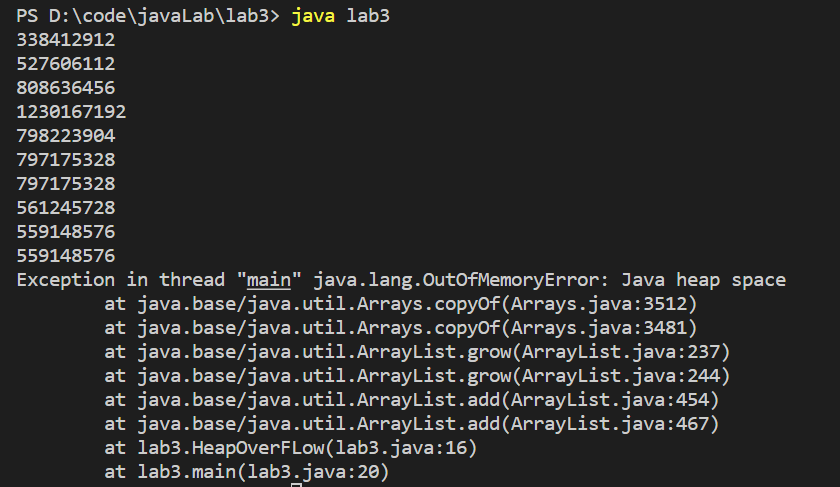 PS D:\code\javaLab\lab3> java lab3
338412912
527606112
808636456
1230167192
798223904
797175328
797175328
561245728
559148576
559148576
Exception in thread "main" java.lang.OutOfMemoryError: Java heap space
        at java.base/java.util.Arrays.copyOf(Arrays.java:3512)
        at java.base/java.util.Arrays.copyOf(Arrays.java:3481)
        at java.base/java.util.ArrayList.grow(ArrayList.java:237)
        at java.base/java.util.ArrayList.grow(ArrayList.java:244)
        at java.base/java.util.ArrayList.add(ArrayList.java:454)
        at java.base/java.util.ArrayList.add(ArrayList.java:467)
        at lab3.HeapOverFLow(lab3.java:16)
        at lab3.main(lab3.java:20)